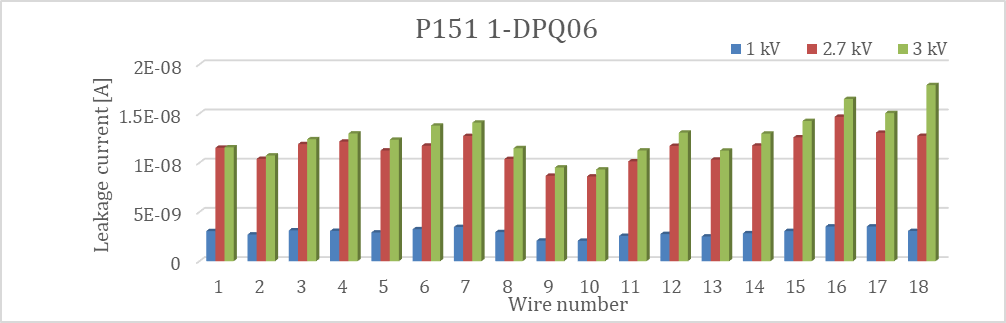 P151 1-DPQ06
1 kV 2.7 kV 3 kV
Leakage current [A]
2E-08
1.5E-08
1E-08
5E-09
0
1 2 3 4 5 6 7 8 9 10 11 12 13 14 15 16 17 18
Wire number